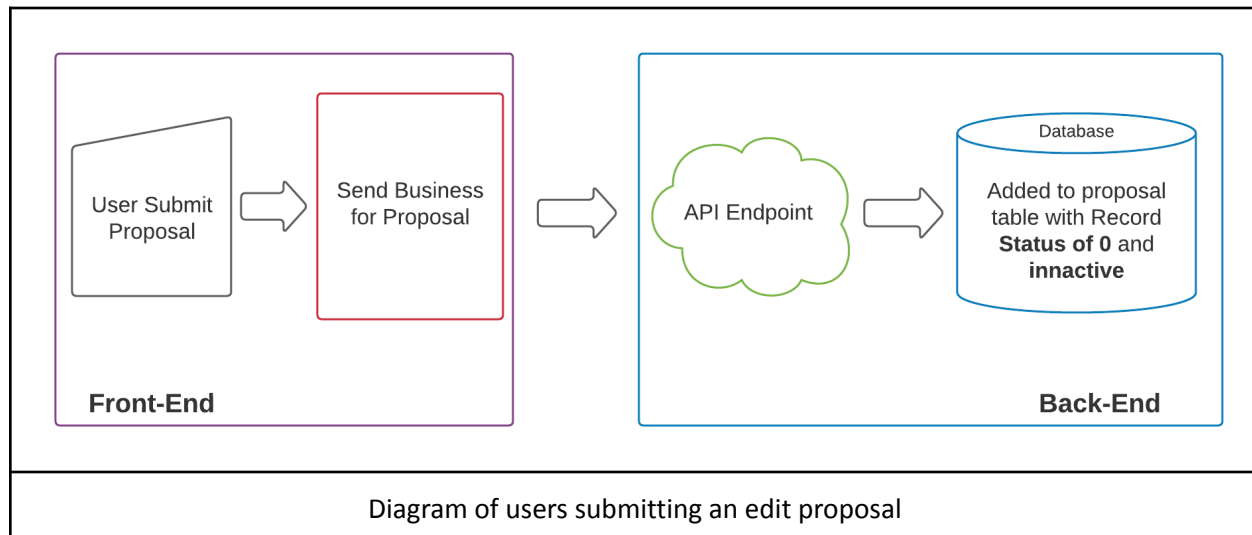 User Submit
Proposal
Send Business
for Proposal
Front-End
API Endpoint
Database
Added to proposal
table with Record
Status of 0 and
innactive
Back-End
Diagram of users submitting an edit proposal